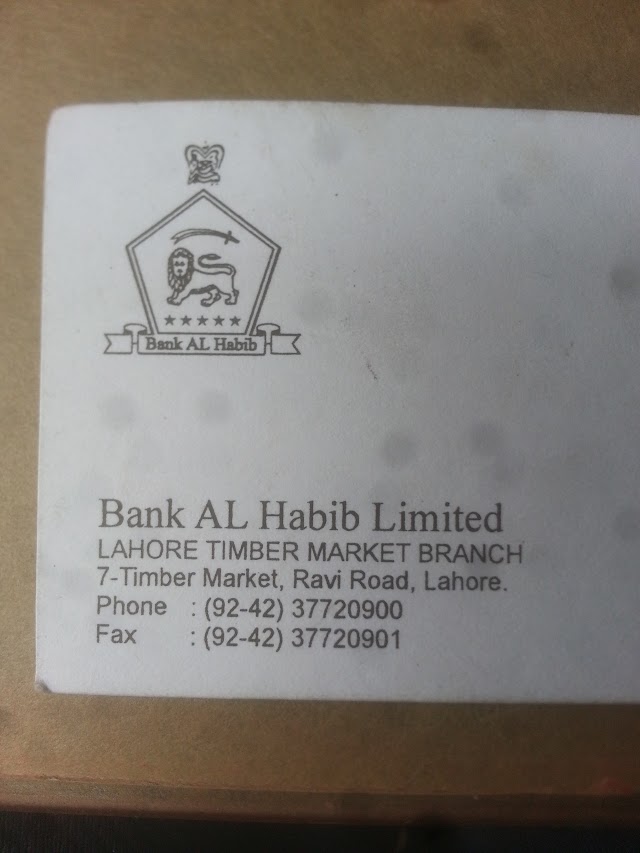 Bank AL Habib
Bank AL Habib Limited
LAHORE TIMBER MARKET BRANCH
7-Timber Market, Ravi Road, Lahore.
Phone : (92-42) 37720900
Fax : (92-42) 37720901